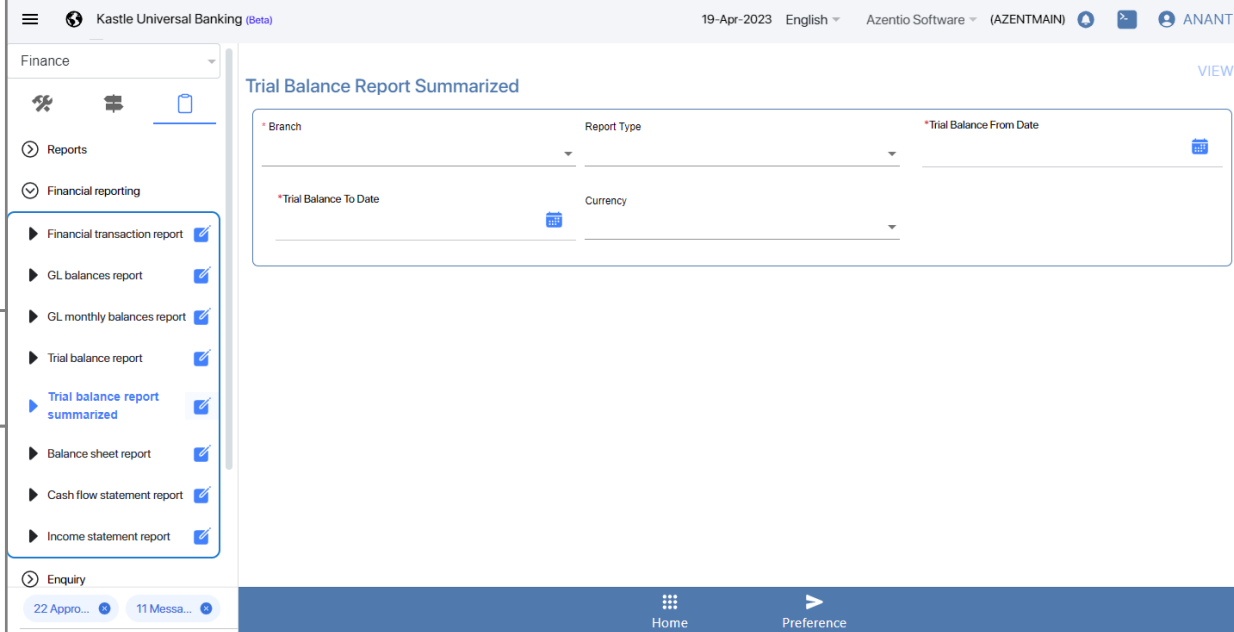 Kastle Universal Banking (Beta)
19-Apr-2023 English Azentio Software (AZENTMAIN) ANANT
Finance
VIEW
Reports
Financial reporting
Financial transaction report
GL balances report
GL monthly balances report
Trial balance report
Trial balance report
summarized
Balance sheet report
Cash flow statement report
Income statement report
Enquiry
22 Appro...
11 Messa...
Trial Balance Report Summarized
* Branch
Report Type
*Trial Balance From Date
*Trial Balance To Date
Currency
Home
Preference